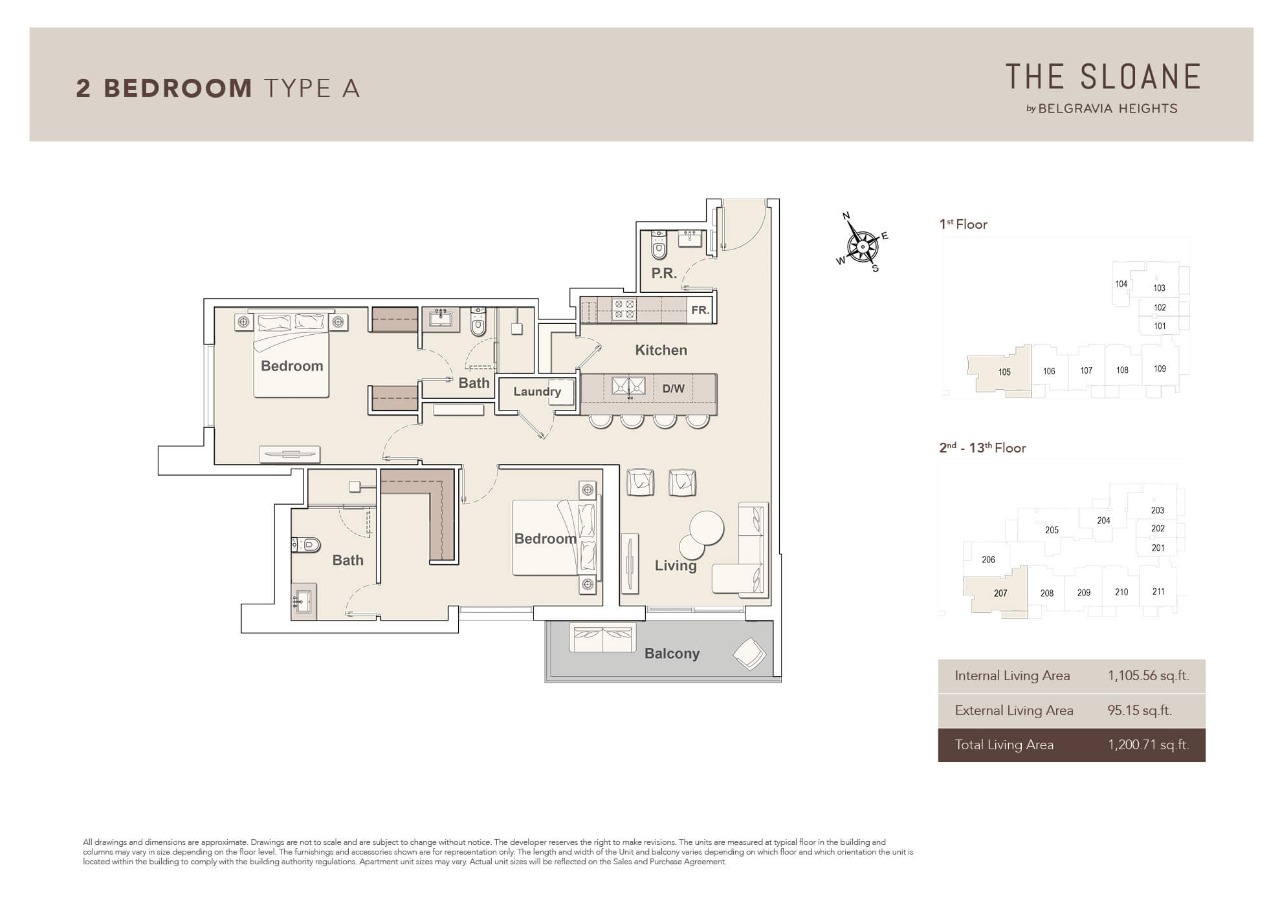 2 BEDROOM TYPE A
THE SLOANE
by BELGRAVIA HEIGHTS
N
E
W
S
P.R.
FR.
Kitchen
Bedroom
Bath
Laundry
D/W
Bedroom
Bath
Living
Balcony
1st Floor
104
103
102
101
105
106
107
108
109
2nd - 13th Floor
203
204
205
202
201
206
207
208
209
210
211
Internal Living Area 1,105.56 sq.ft.
External Living Area 95.15 sq.ft.
Total Living Area 1,200.71 sq.ft.
All drawings and dimensions are approximate. Drawings are not to scale and are subject to change without notice. The developer reserves the right to make revisions. The units are measured at typical floor in the building and
columns may vary in size depending on the floor level. The furnishings and accessories shown are for representation only. The length and width of the Unit and balcony varies depending on which floor and which orientation the unit is
located within the building to comply with the building authority regulations. Apartment unit sizes may vary. Actual unit sizes will be reflected on the Sales and Purchase Agreement.